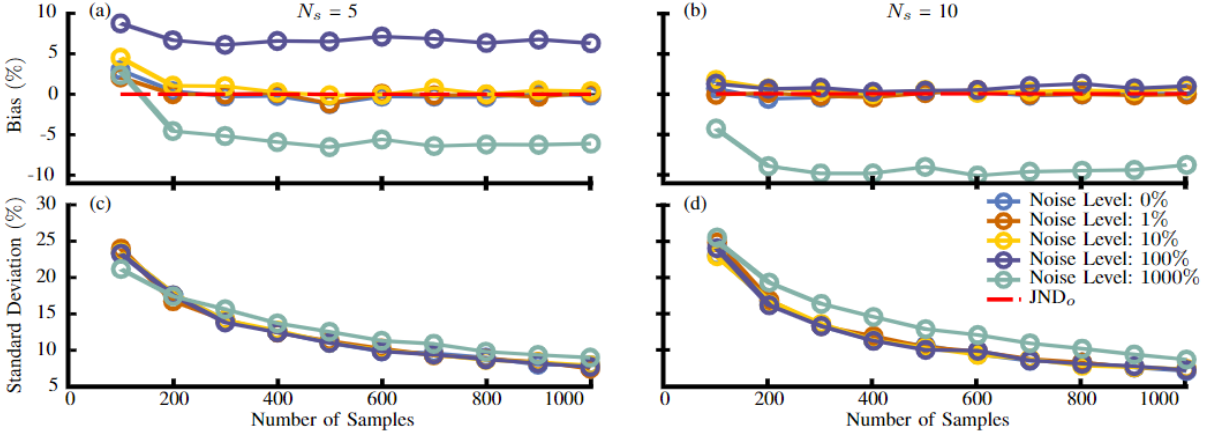 (a) N_s = 5
(b) N_s = 10
Bias (%)
10
5
0
-5
-10
(c)
(d)
Standard Deviation (%)
30
25
20
15
10
5
0 200 400 600 800 1000
0 200 400 600 800 1000
Number of Samples
Number of Samples
Noise Level: 0%
Noise Level: 1%
Noise Level: 10%
Noise Level: 100%
Noise Level: 1000%
JND_o